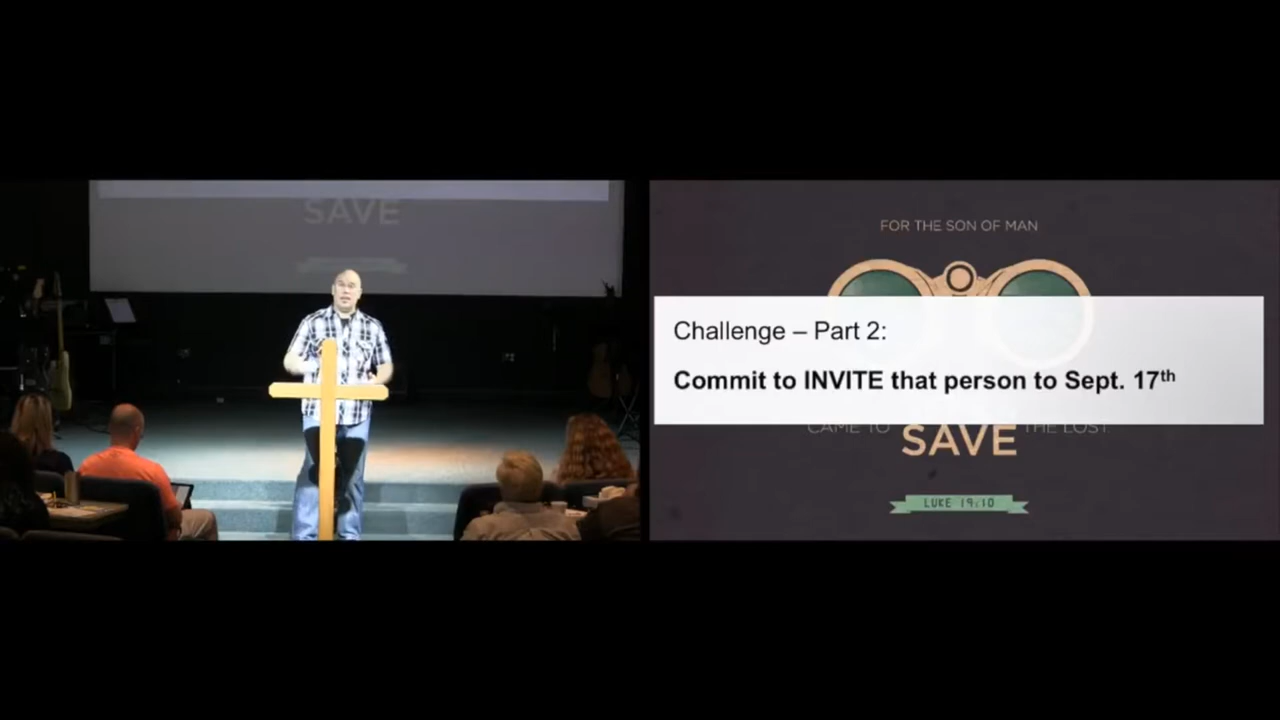 SAVE
FOR THE SON OF MAN
Challenge – Part 2:
Commit to INVITE that person to Sept. 17th
CAME TO SAVE THE LOST
LUKE 19:10